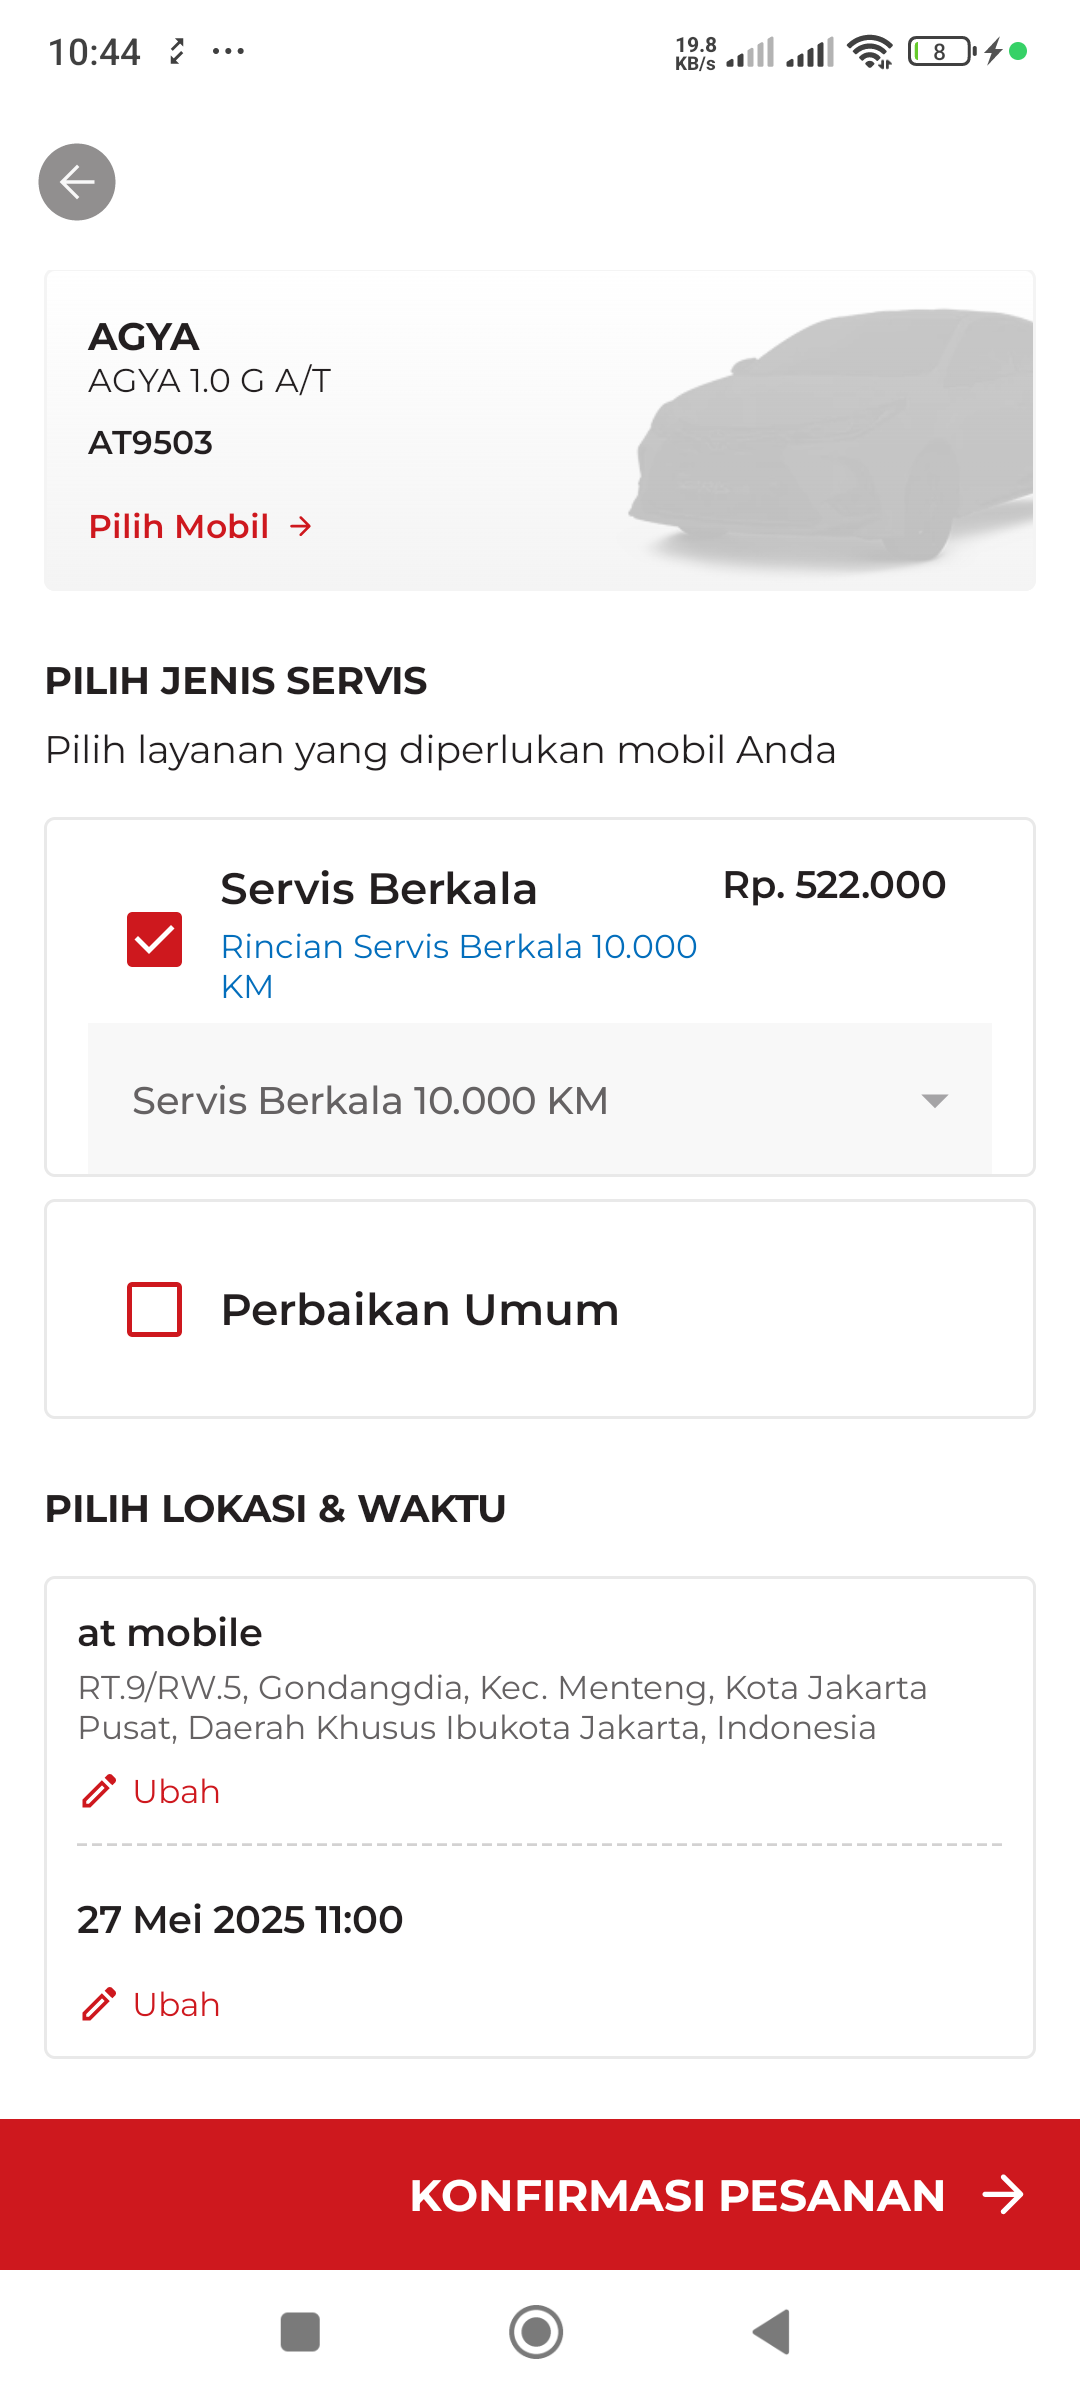 10:44
19.8
KB/s
8
AGYA
AGYA 1.0 G A/T
AT9503
Pilih Mobil
PILIH JENIS SERVIS
Pilih layanan yang diperlukan mobil Anda
Servis Berkala
Rp. 522.000
Rincian Servis Berkala 10.000
KM
Servis Berkala 10.000 KM
Perbaikan Umum
PILIH LOKASI & WAKTU
at mobile
RT.9/RW.5, Gondangdia, Kec. Menteng, Kota Jakarta
Pusat, Daerah Khusus Ibukota Jakarta, Indonesia
Ubah
27 Mei 2025 11:00
Ubah
KONFIRMASI PESANAN